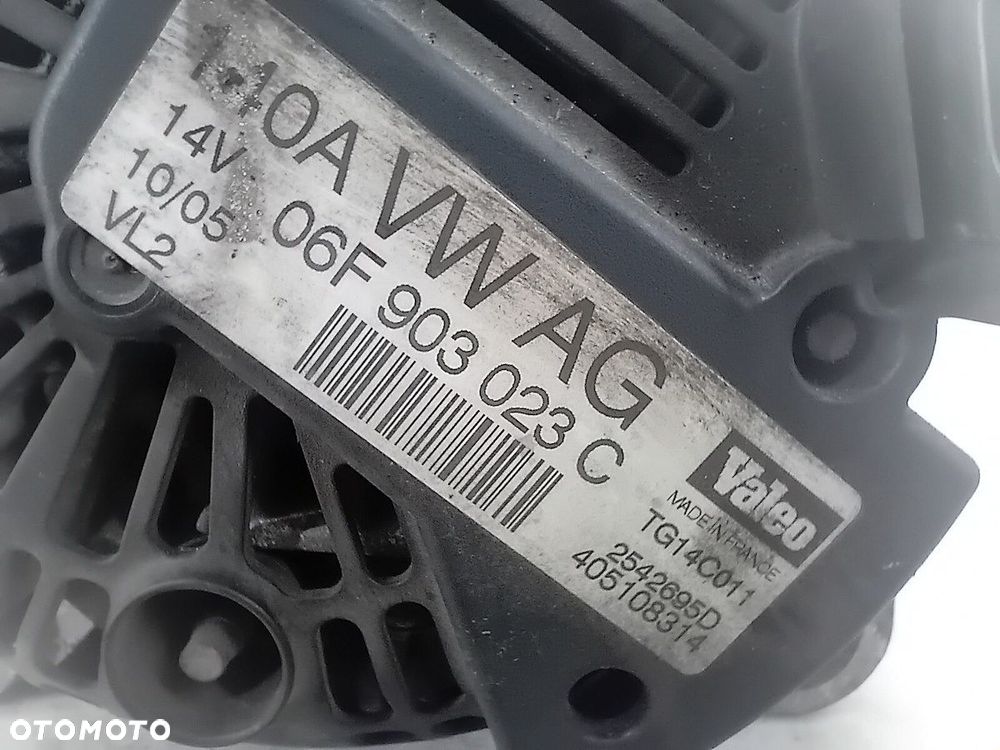 140A VW AG
14V 06F 903 023 C
10/05
VL2
Valeo
MADE IN FRANCE
TG14C011
2542695D
405108314
OTOMOTO